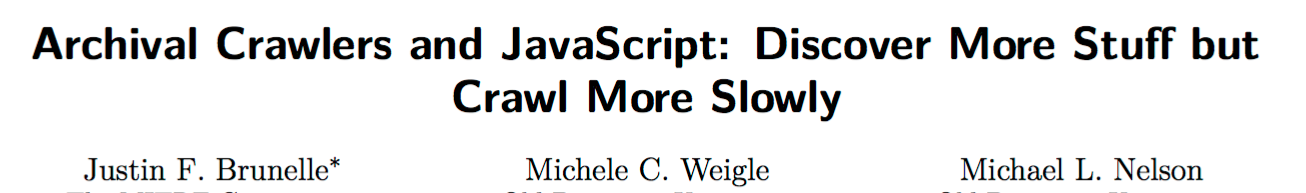 Archival Crawlers and JavaScript: Discover More Stuff but
Crawl More Slowly
Justin F. Brunelle* Michele C. Weigle Michael L. Nelson